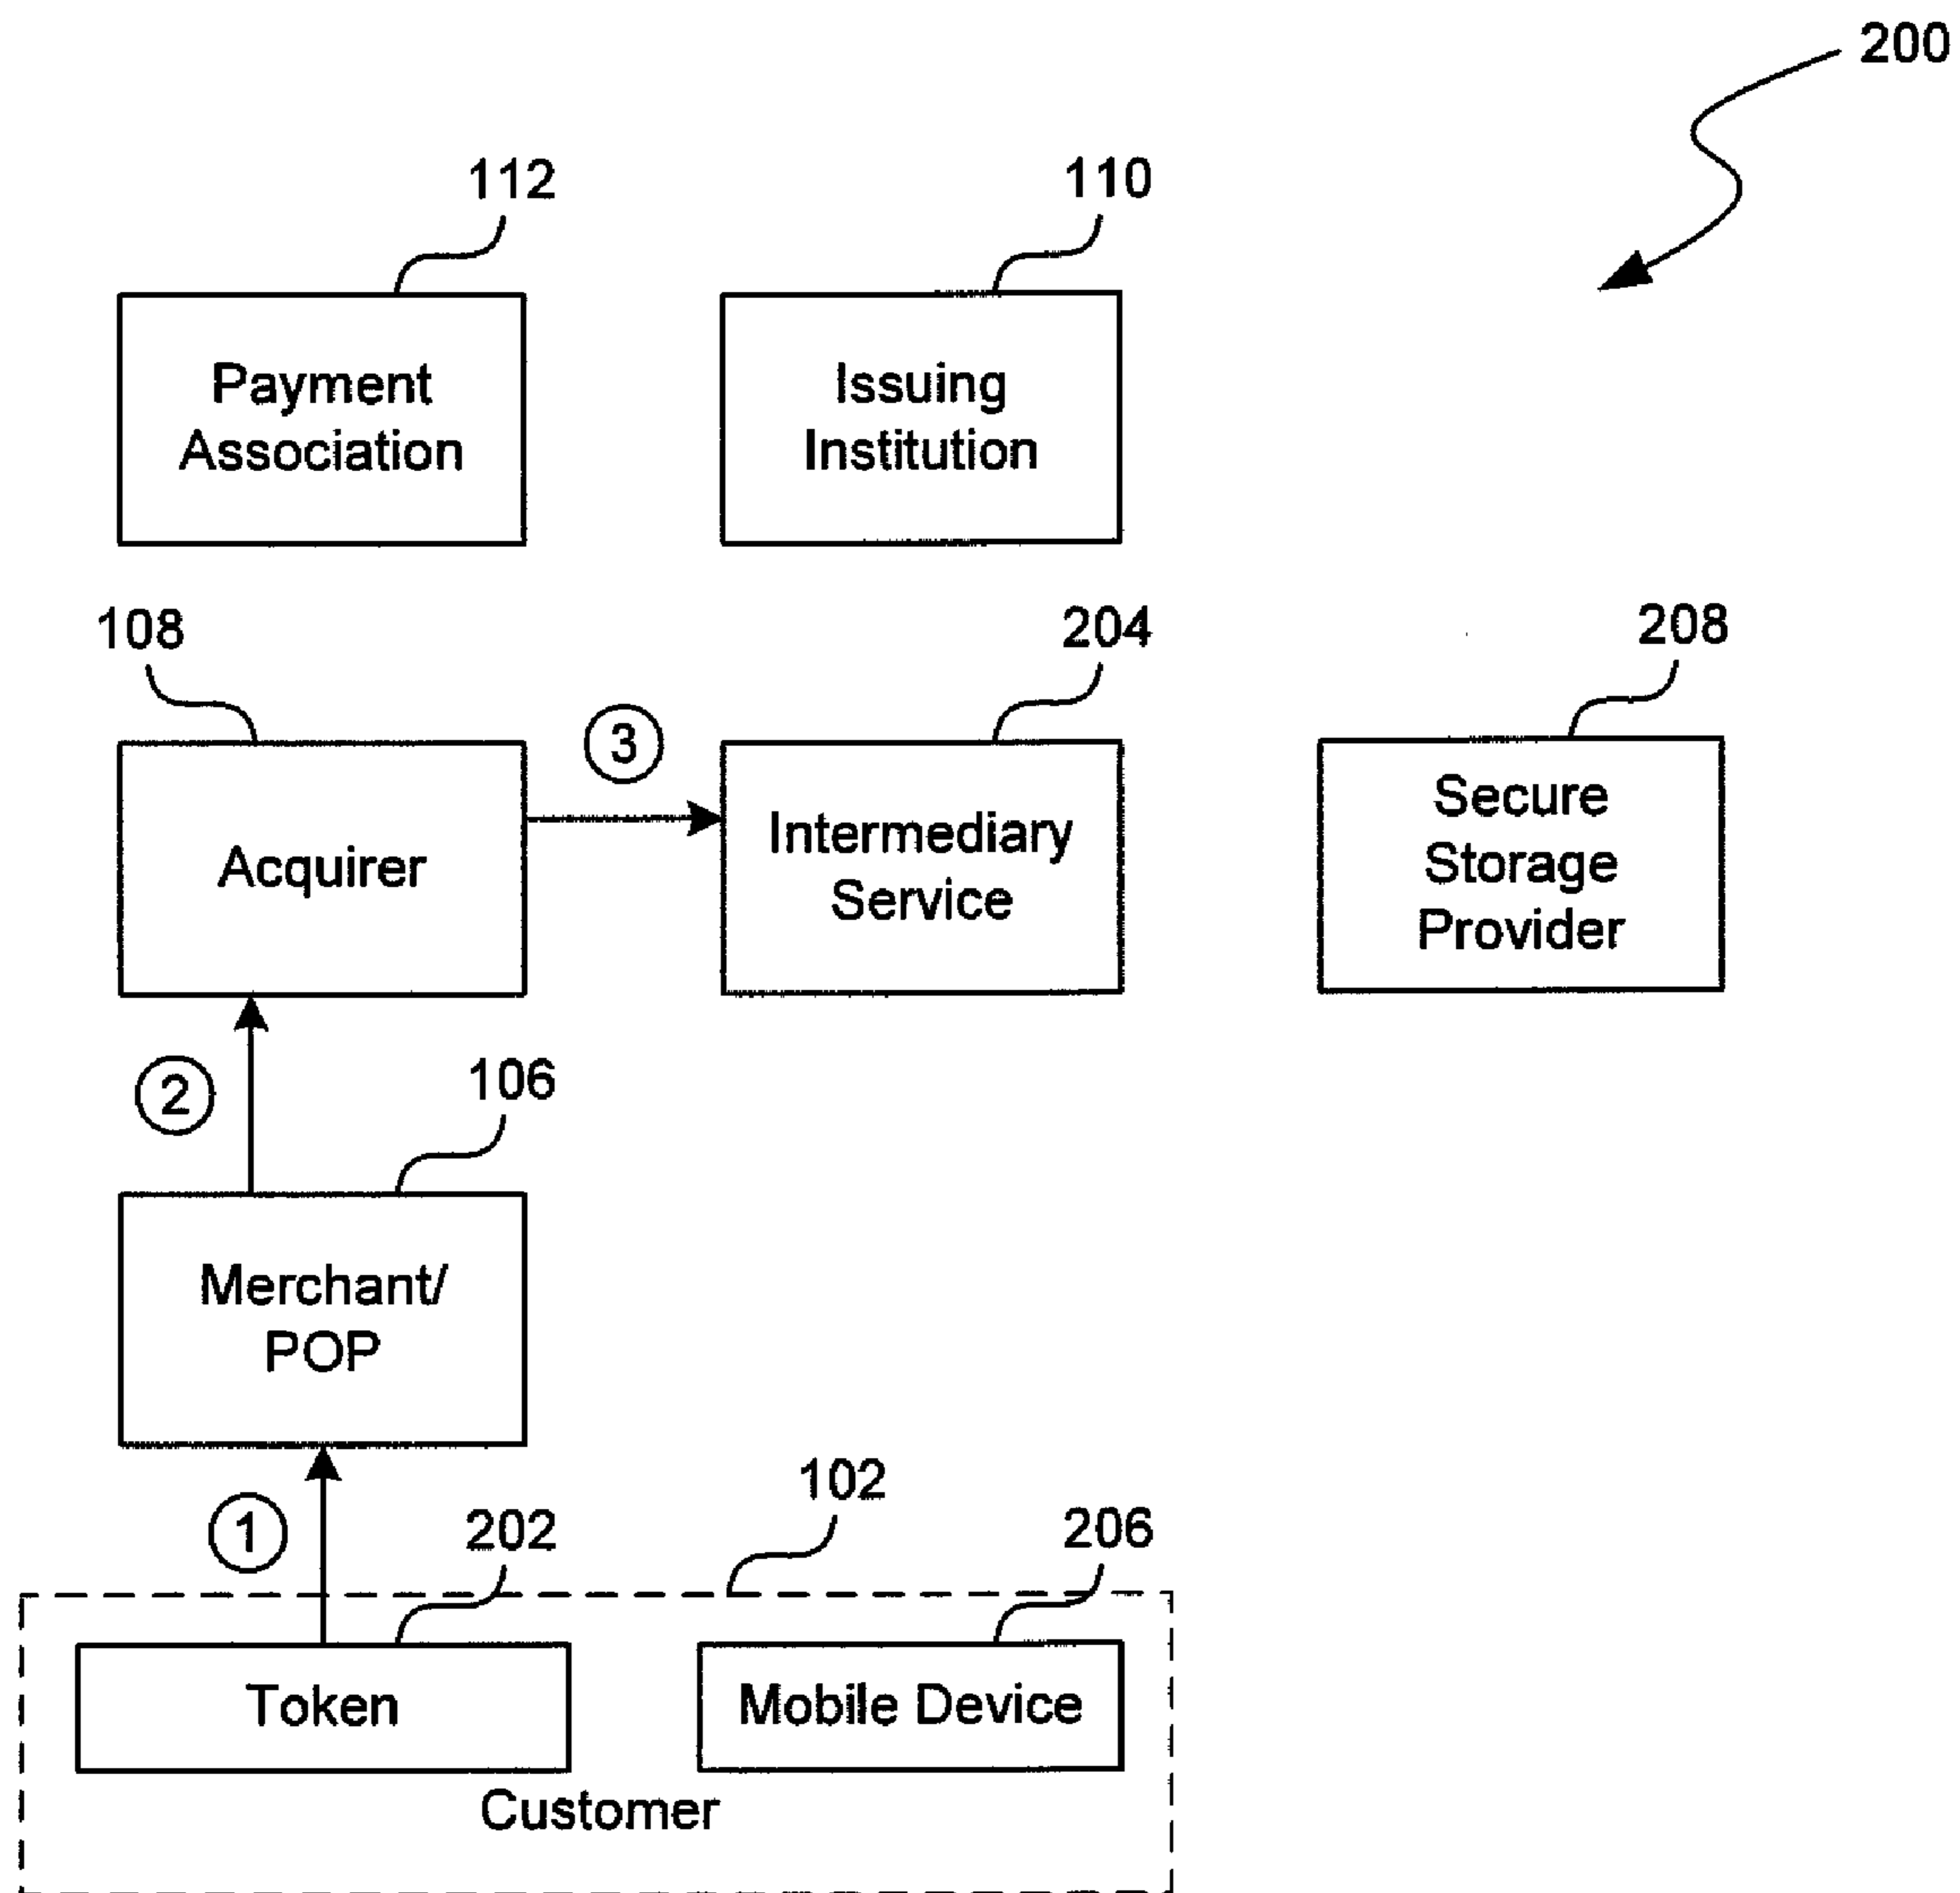 200
112
110
Payment
Association
Issuing
Institution
108
204
208
3
Acquirer
Intermediary
Service
Secure
Storage
Provider
2
106
Merchant/
POP
1
202
102
206
Token
Mobile Device
Customer